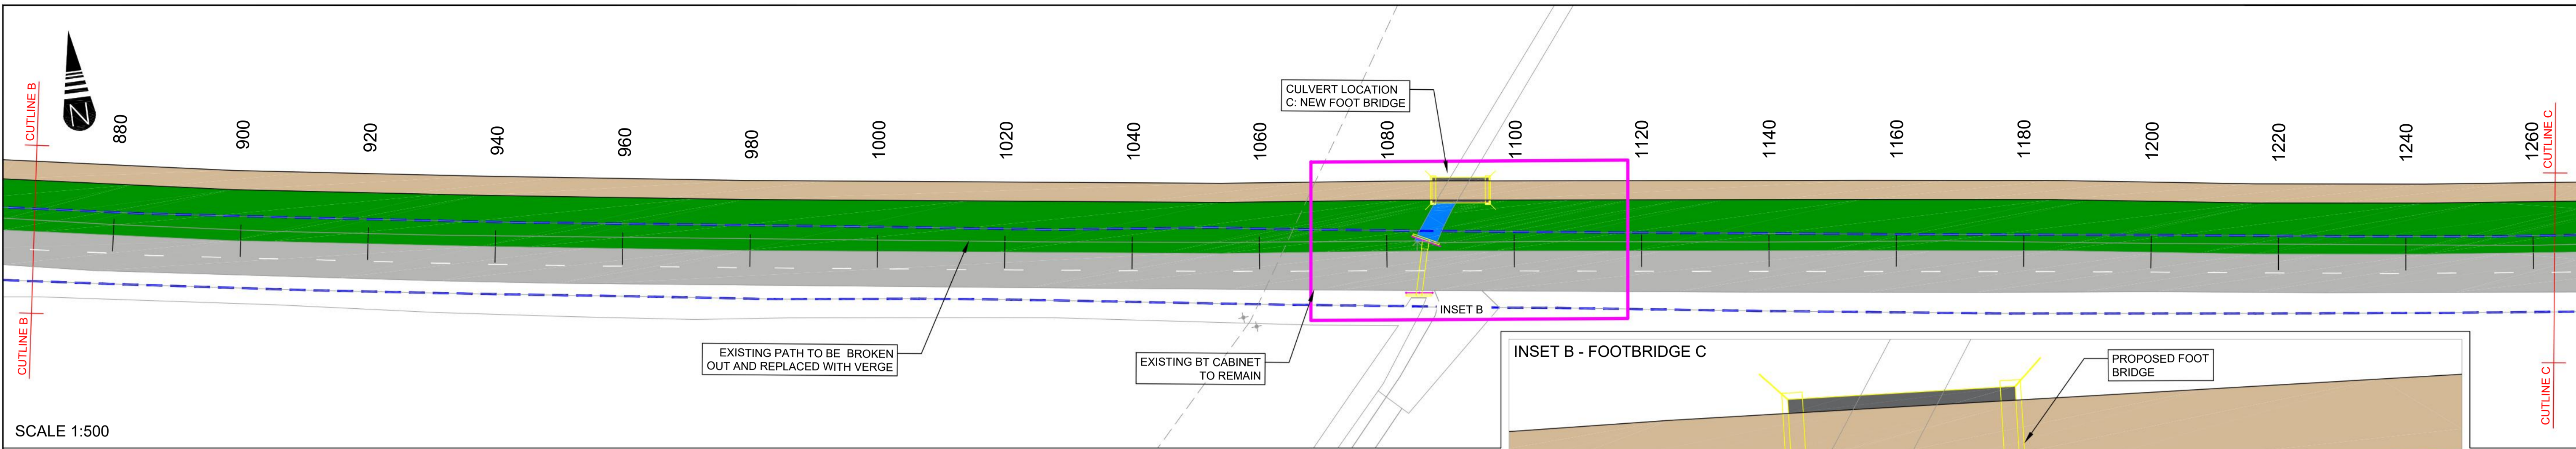 CUTLINE B
N
880
900
920
940
960
980
1000
1020
1040
1060
1080
1100
1120
1140
1160
1180
1200
1220
1240
1260
CUTLINE C
CULVERT LOCATION
C: NEW FOOT BRIDGE
INSET B
CUTLINE B
EXISTING PATH TO BE BROKEN
OUT AND REPLACED WITH VERGE
EXISTING BT CABINET
TO REMAIN
INSET B - FOOTBRIDGE C
PROPOSED FOOT
BRIDGE
CUTLINE C
SCALE 1:500